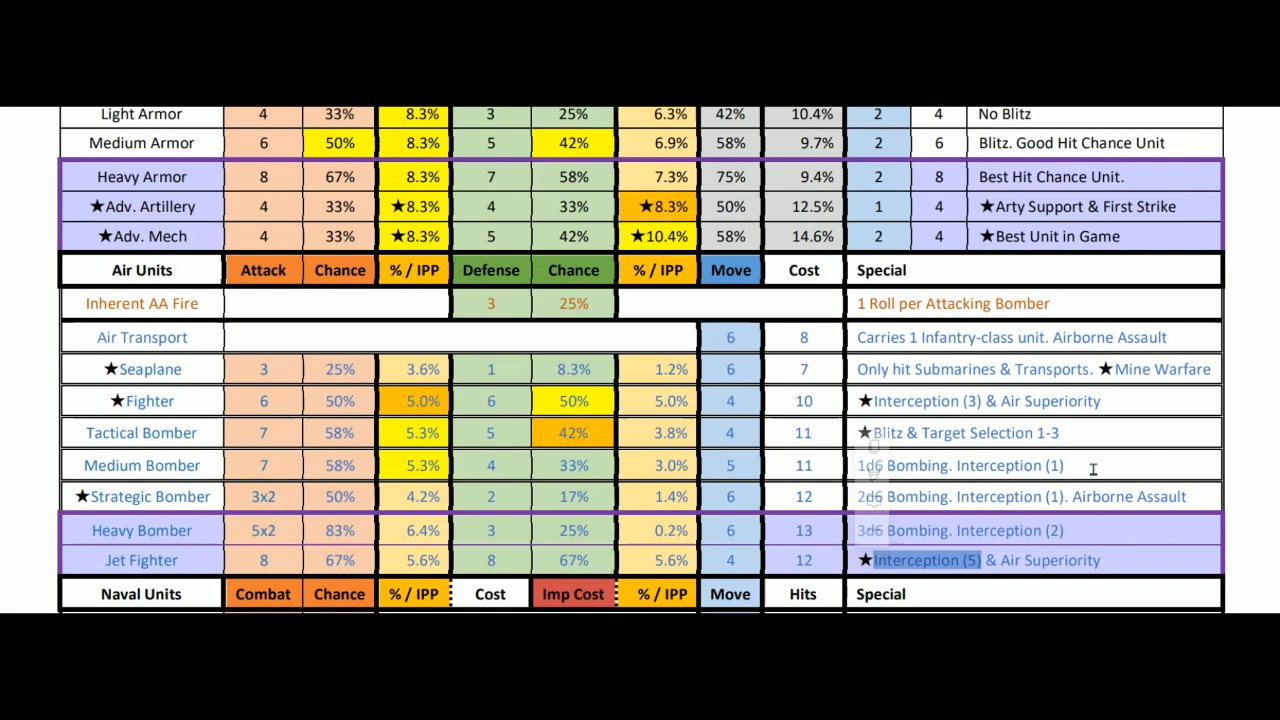 Light Armor 4 33% 8.3% 3 25% 6.3% 42% 10.4% 2 4 No Blitz
Medium Armor 6 50% 8.3% 5 42% 6.9% 58% 9.7% 2 6 Blitz. Good Hit Chance Unit
Heavy Armor 8 67% 8.3% 7 58% 7.3% 75% 9.4% 2 8 Best Hit Chance Unit.
★Adv. Artillery 4 33% ★8.3% 4 33% ★8.3% 50% 12.5% 1 4 ★Arty Support & First Strike
★Adv. Mech 4 33% ★8.3% 5 42% ★10.4% 58% 14.6% 2 4 ★Best Unit in Game
Air Units Attack Chance % / IPP Defense Chance % / IPP Move Cost Special
Inherent AA Fire 3 25% 1 Roll per Attacking Bomber
Air Transport 6 8 Carries 1 Infantry-class unit. Airborne Assault
★Seaplane 3 25% 3.6% 1 8.3% 1.2% 6 7 Only hit Submarines & Transports. ★Mine Warfare
★Fighter 6 50% 5.0% 6 50% 5.0% 4 10 ★Interception (3) & Air Superiority
Tactical Bomber 7 58% 5.3% 5 42% 3.8% 4 11 ★Blitz & Target Selection 1-3
Medium Bomber 7 58% 5.3% 4 33% 3.0% 5 11 1d6 Bombing. Interception (1)
★Strategic Bomber 3x2 50% 4.2% 2 17% 1.4% 6 12 2d6 Bombing. Interception (1). Airborne Assault
Heavy Bomber 5x2 83% 6.4% 3 25% 0.2% 6 13 3d6 Bombing. Interception (2)
Jet Fighter 8 67% 5.6% 8 67% 5.6% 4 12 ★Interception (5) & Air Superiority
Naval Units Combat Chance % / IPP Cost Imp Cost % / IPP Move Hits Special